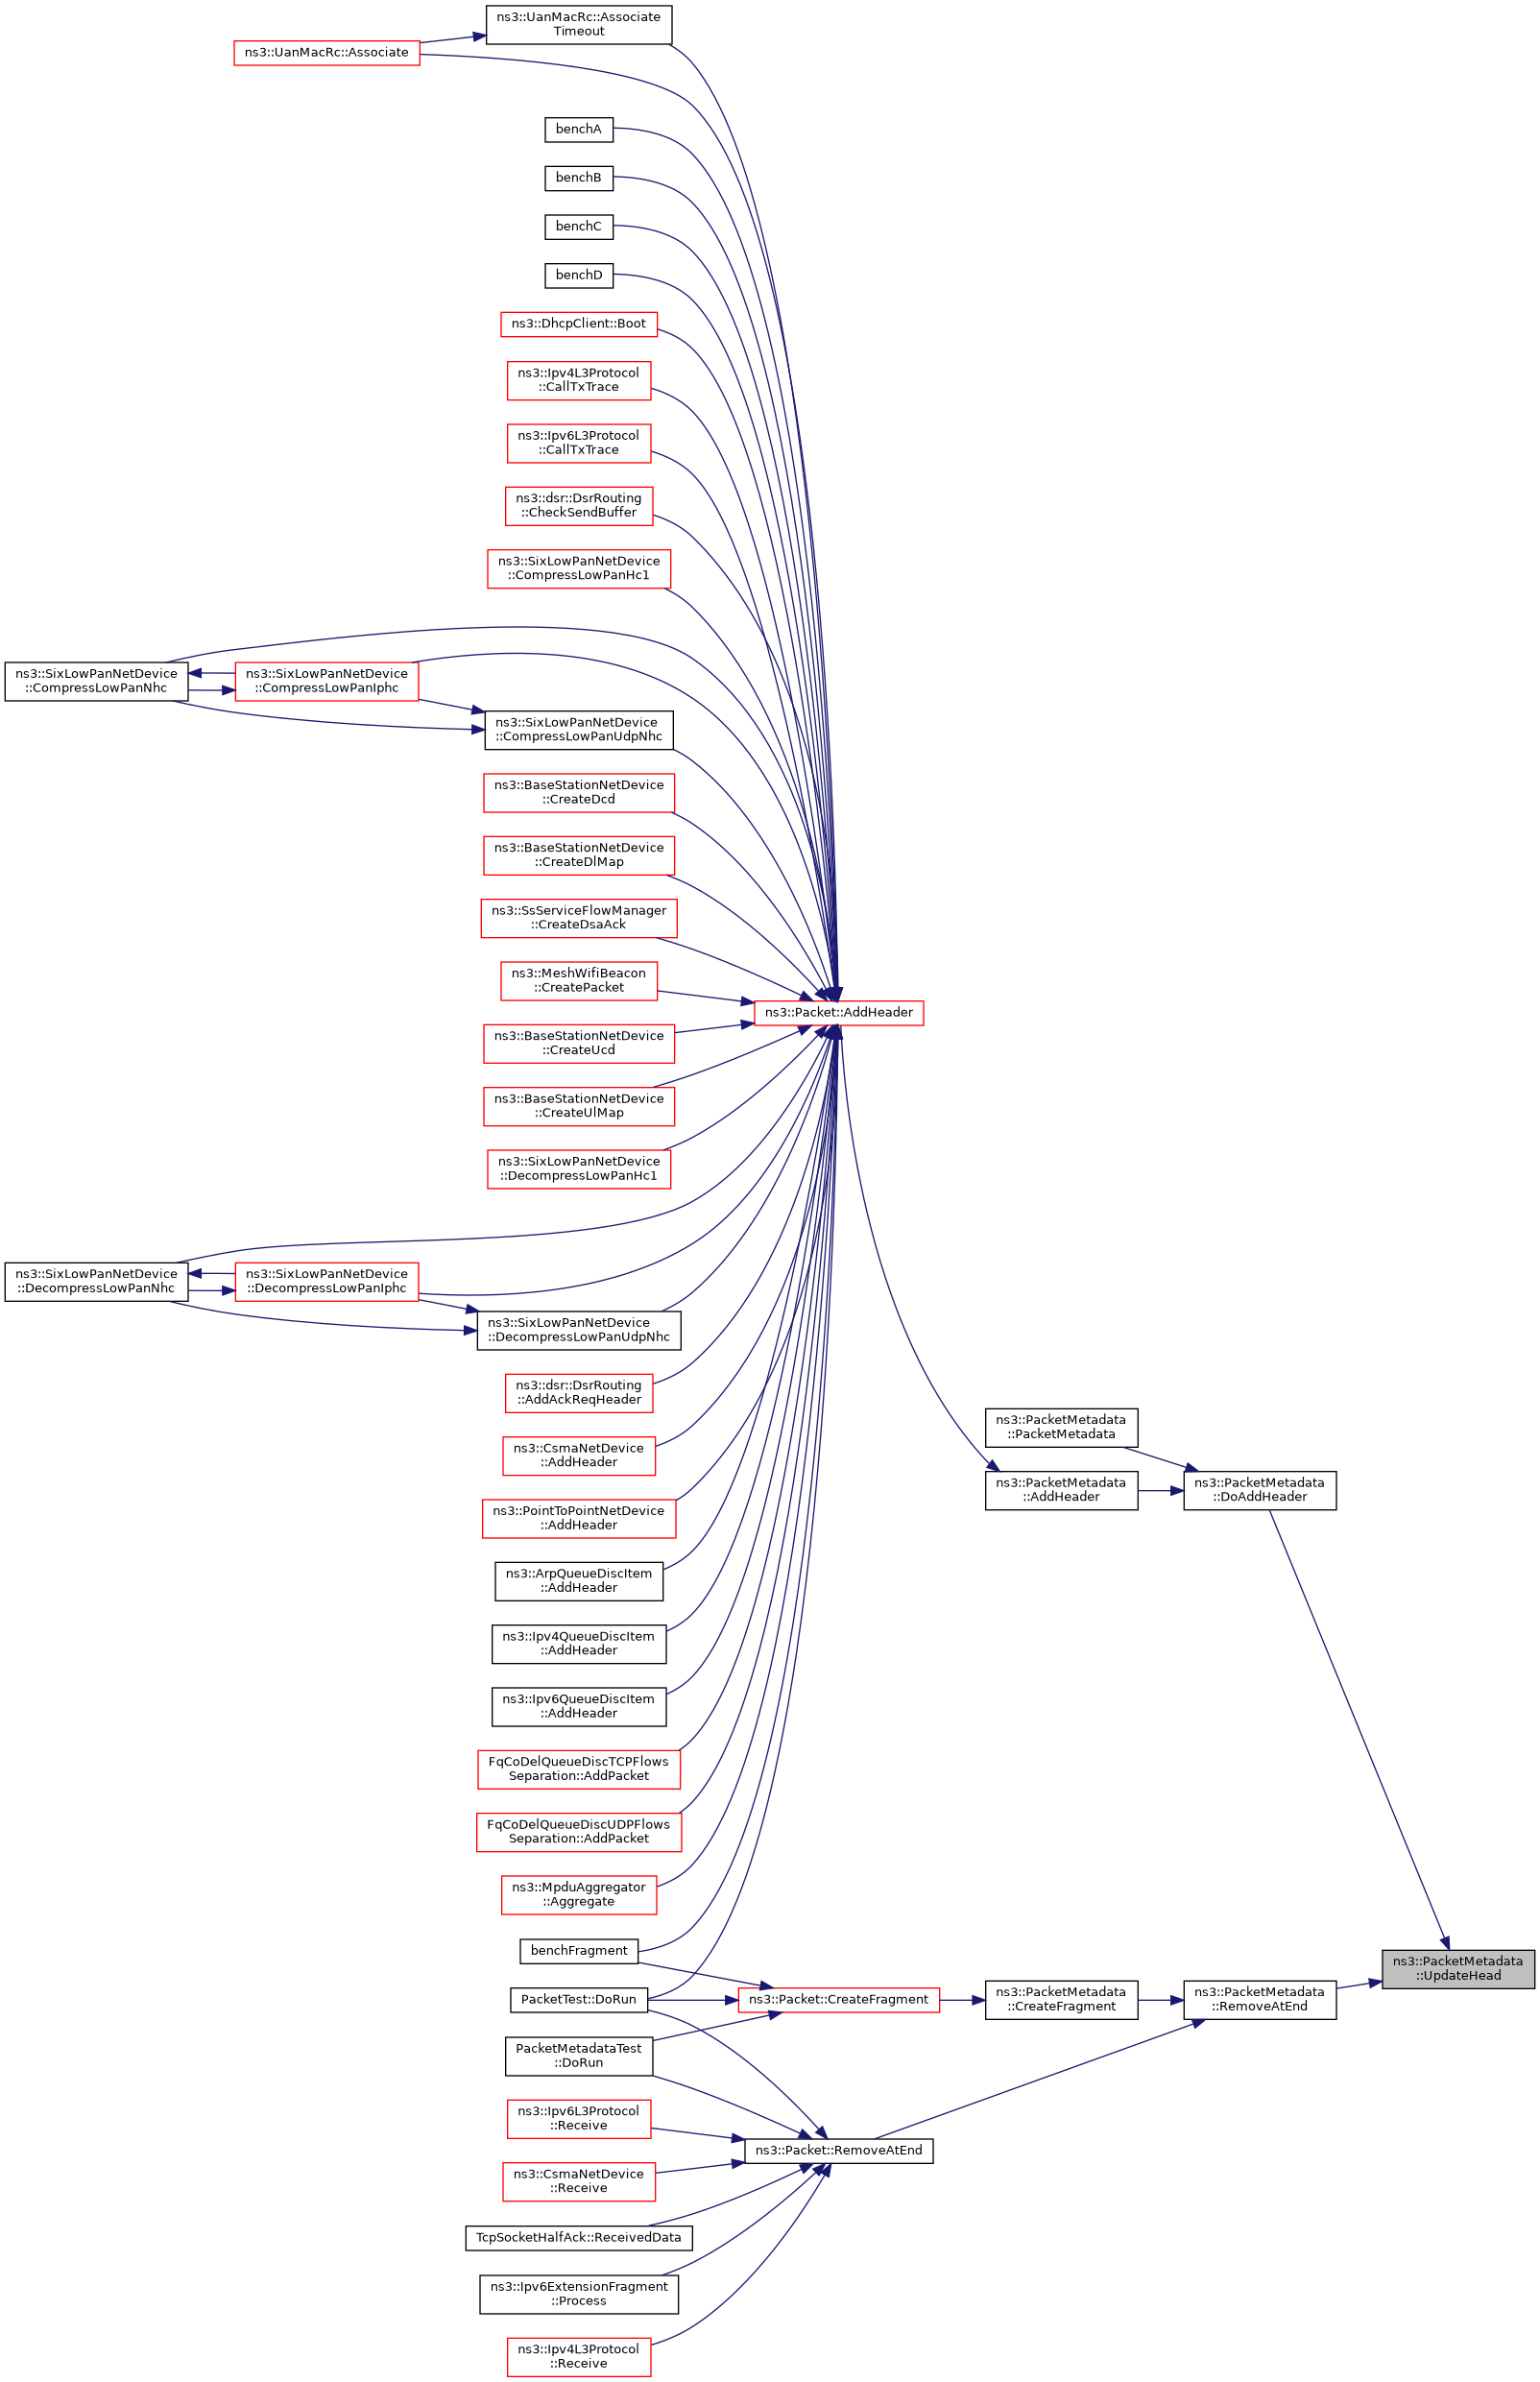 ns3::UanMacRc::Associate
Timeout
ns3::UanMacRc::Associate
benchA
benchB
benchC
benchD
ns3::DhcpClient::Boot
ns3::Ipv4L3Protocol
::CallTxTrace
ns3::Ipv6L3Protocol
::CallTxTrace
ns3::dsr::DsrRouting
::CheckSendBuffer
ns3::SixLowPanNetDevice
::CompressLowPanHc1
ns3::SixLowPanNetDevice
::CompressLowPanNhc
ns3::SixLowPanNetDevice
::CompressLowPanIphc
ns3::SixLowPanNetDevice
::CompressLowPanUdpNhc
ns3::BaseStationNetDevice
::CreateDcd
ns3::BaseStationNetDevice
::CreateDlMap
ns3::SsServiceFlowManager
::CreateDsaAck
ns3::MeshWifiBeacon
::CreatePacket
ns3::Packet::AddHeader
ns3::BaseStationNetDevice
::CreateUcd
ns3::BaseStationNetDevice
::CreateUlMap
ns3::SixLowPanNetDevice
::DecompressLowPanHc1
ns3::SixLowPanNetDevice
::DecompressLowPanNhc
ns3::SixLowPanNetDevice
::DecompressLowPanIphc
ns3::SixLowPanNetDevice
::DecompressLowPanUdpNhc
ns3::dsr::DsrRouting
::AddAckReqHeader
ns3::PacketMetadata
::PacketMetadata
ns3::CsmaNetDevice
::AddHeader
ns3::PacketMetadata
::AddHeader
ns3::PacketMetadata
::DoAddHeader
ns3::PointToPointNetDevice
::AddHeader
ns3::ArpQueueDiscItem
::AddHeader
ns3::Ipv4QueueDiscItem
::AddHeader
ns3::Ipv6QueueDiscItem
::AddHeader
FqCoDelQueueDiscTCPFlows
Separation::AddPacket
FqCoDelQueueDiscUDPFlows
Separation::AddPacket
ns3::MpduAggregator
::Aggregate
benchFragment
ns3::PacketMetadata
::UpdateHead
PacketTest::DoRun
ns3::Packet::CreateFragment
ns3::PacketMetadata
::CreateFragment
ns3::PacketMetadata
::RemoveAtEnd
PacketMetadataTest
::DoRun
ns3::Ipv6L3Protocol
::Receive
ns3::Packet::RemoveAtEnd
ns3::CsmaNetDevice
::Receive
TcpSocketHalfAck::ReceivedData
ns3::Ipv6ExtensionFragment
::Process
ns3::Ipv4L3Protocol
::Receive